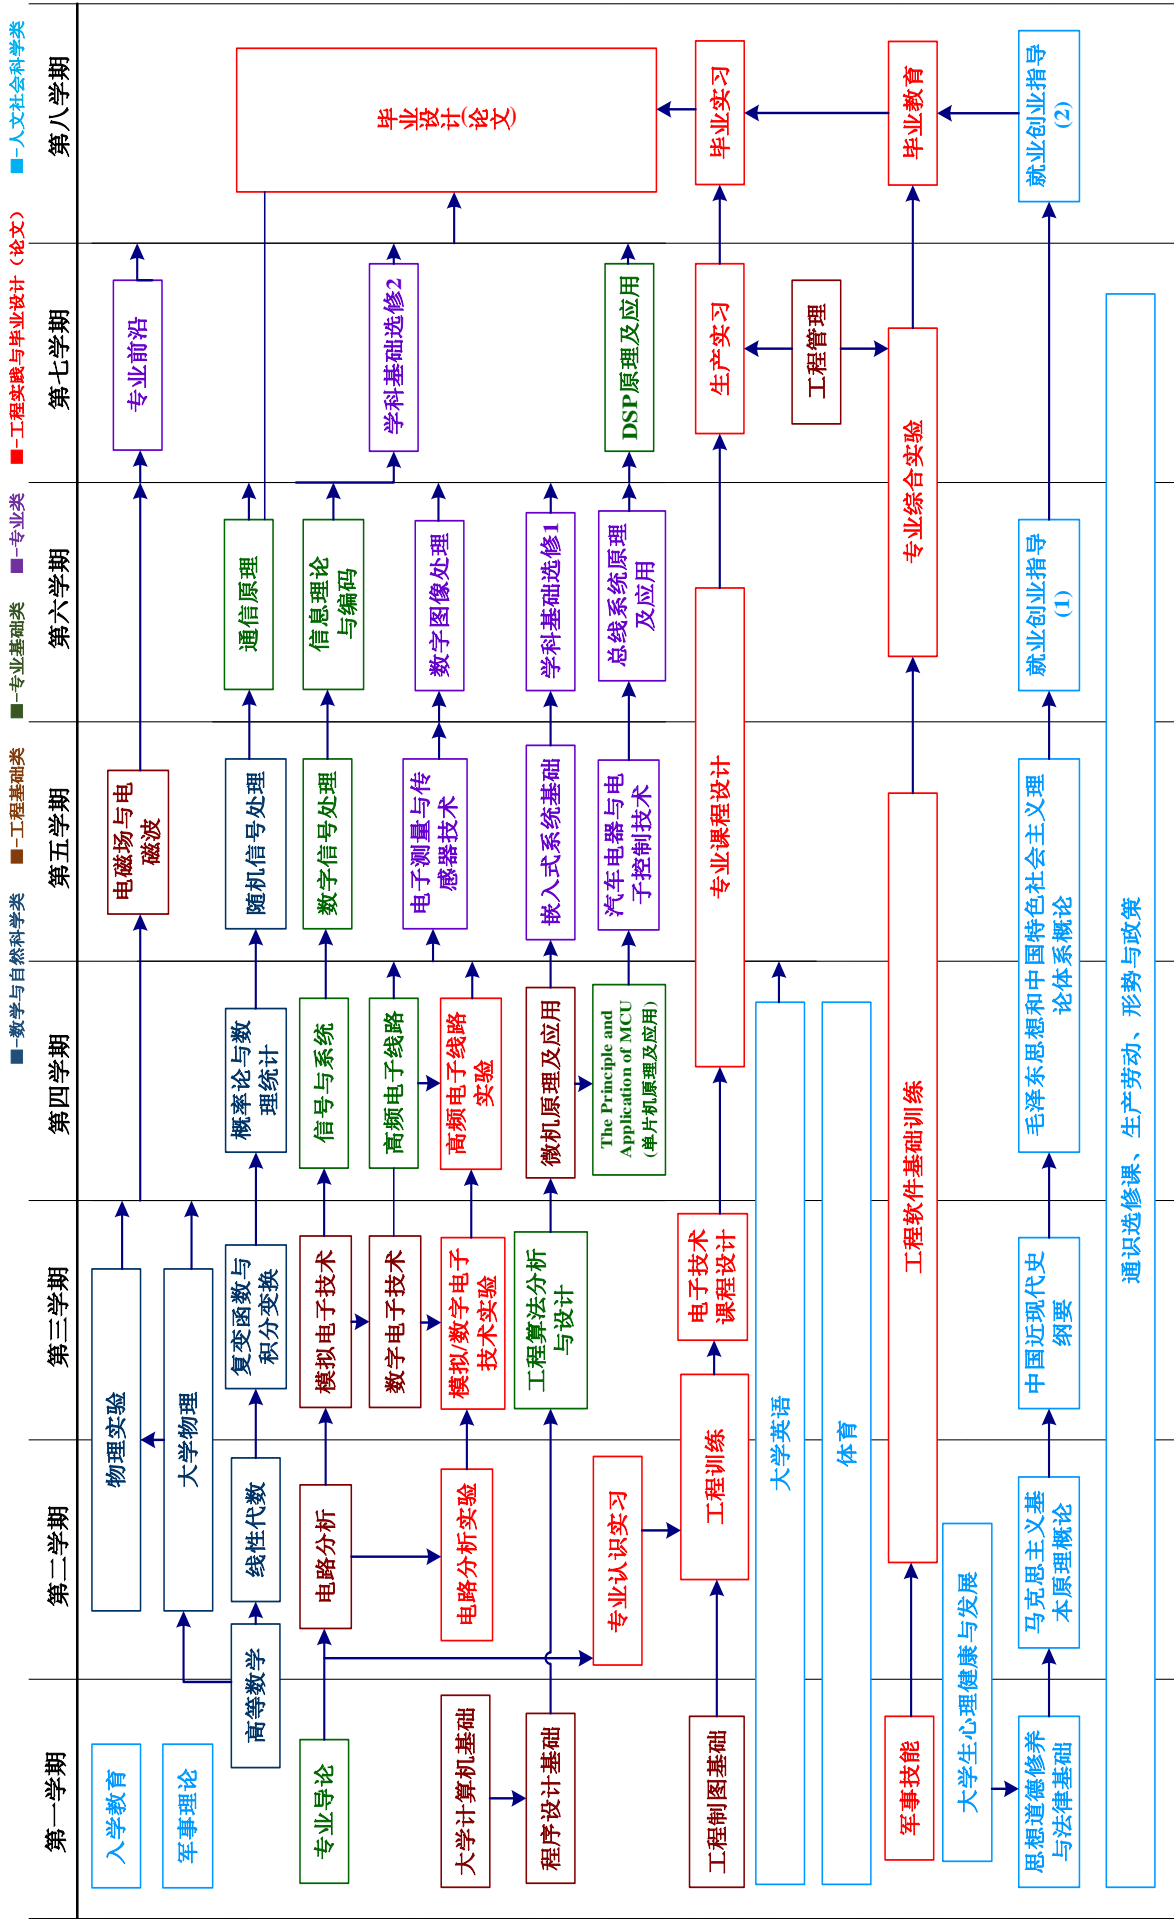 ■-数学与自然科学类
■-工程基础类
■-专业基础类
■-专业类
■-工程实践与毕业设计（论文）
■-人文社会科学类
第一学期
第二学期
第三学期
第四学期
第五学期
第六学期
第七学期
第八学期
入学教育
物理实验
电磁场与电
磁波
专业前沿
军事理论
大学物理
高等数学
线性代数
复变函数与
积分变换
概率论与数
理统计
随机信号处理
通信原理
毕业设计(论文)
专业导论
电路分析
模拟电子技术
信号与系统
数字信号处理
信息理论
与编码
数字电子技术
高频电子线路
学科基础选修2
大学计算机基础
电路分析实验
模拟/数字电子
技术实验
高频电子线路
实验
电子测量与传
感器技术
数字图像处理
程序设计基础
工程算法分析
与设计
微机原理及应用
嵌入式系统基础
学科基础选修1
专业认识实习
The Principle and
Application of MCU
(单片机原理及应用)
汽车电器与电
子控制技术
总线系统原理
及应用
DSP原理及应用
工程制图基础
工程训练
电子技术
课程设计
专业课程设计
生产实习
毕业实习
大学英语
工程管理
体育
军事技能
工程软件基础训练
专业综合实验
毕业教育
大学生心理健康与发展
思想道德修养
与法律基础
马克思主义基
本原理概论
中国近现代史
纲要
毛泽东思想和中国特色社会主义理
论体系概论
就业创业指导
(1)
就业创业指导
(2)
通识选修课、生产劳动、形势与政策